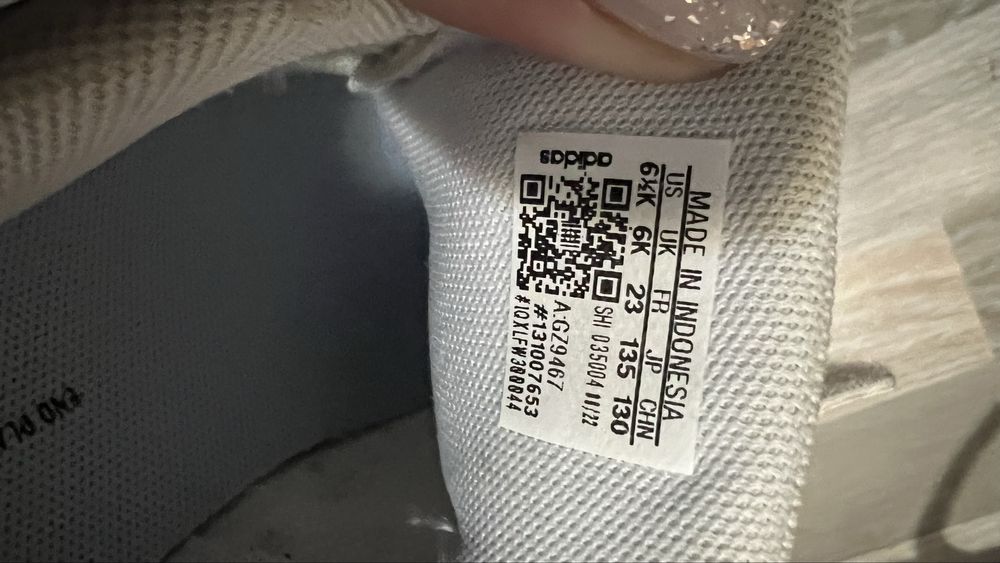 MADE IN INDONESIA
US UK FR JP CHN
6½K 6K 23 135 130
SHI 035004 11/22
A:GZ9467
#131007653
adidas